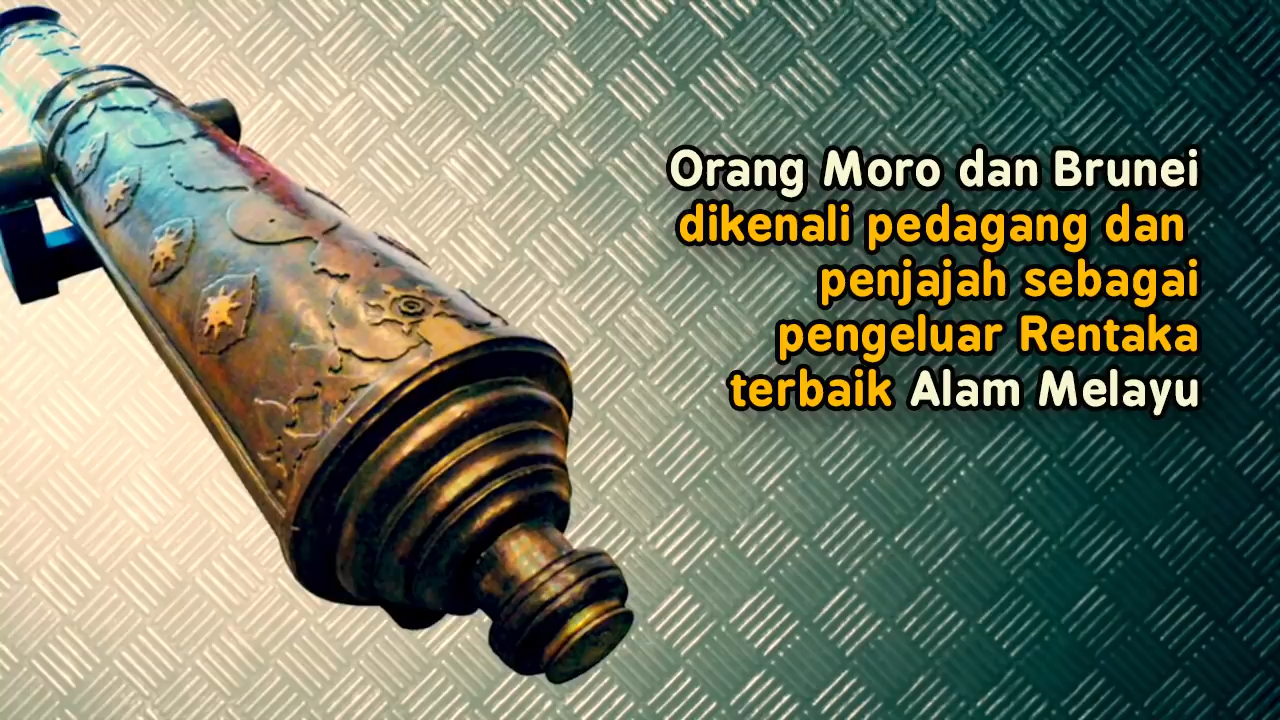 Orang Moro dan Brunei
dikenali pedagang dan
penjajah sebagai
pengeluar Rentaka
terbaik Alam Melayu